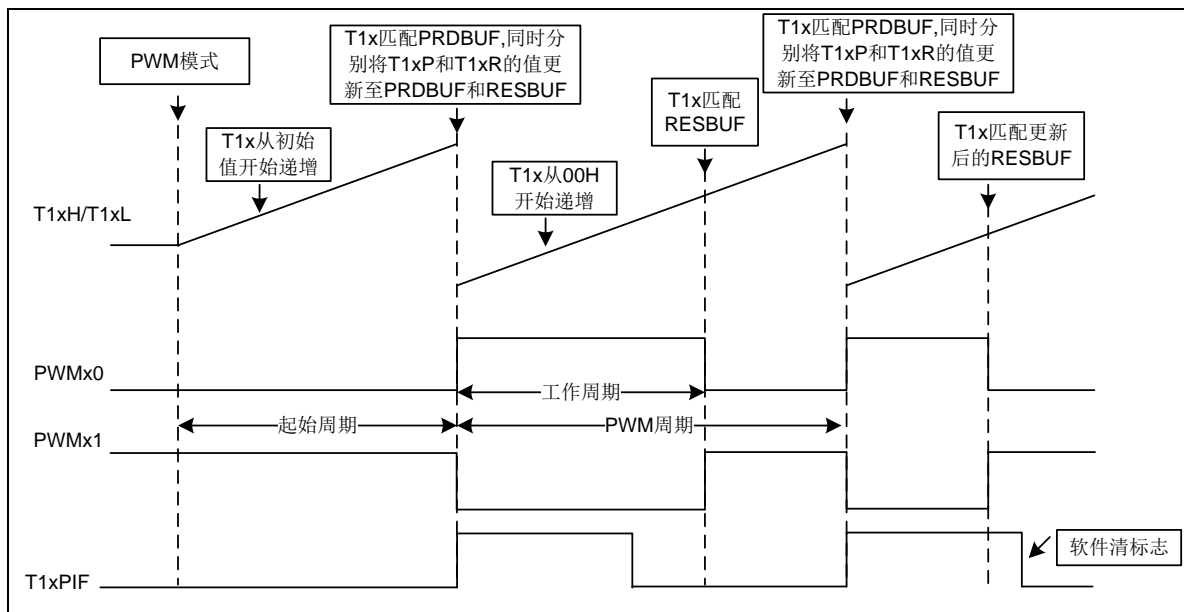 PWM模式
T1x匹配PRDBUF,同时分
别将T1xP和T1xR的值更
新至PRDBUF和RESBUF
T1x匹配PRDBUF,同时分
别将T1xP和T1xR的值更
新至PRDBUF和RESBUF
T1x匹配
RESBUF
T1x从初始
值开始递增
T1x匹配更新
后的RESBUF
T1x从00H
开始递增
T1xH/T1xL
PWMx0
工作周期
起始周期
PWM周期
PWMx1
软件清标志
T1xPIF